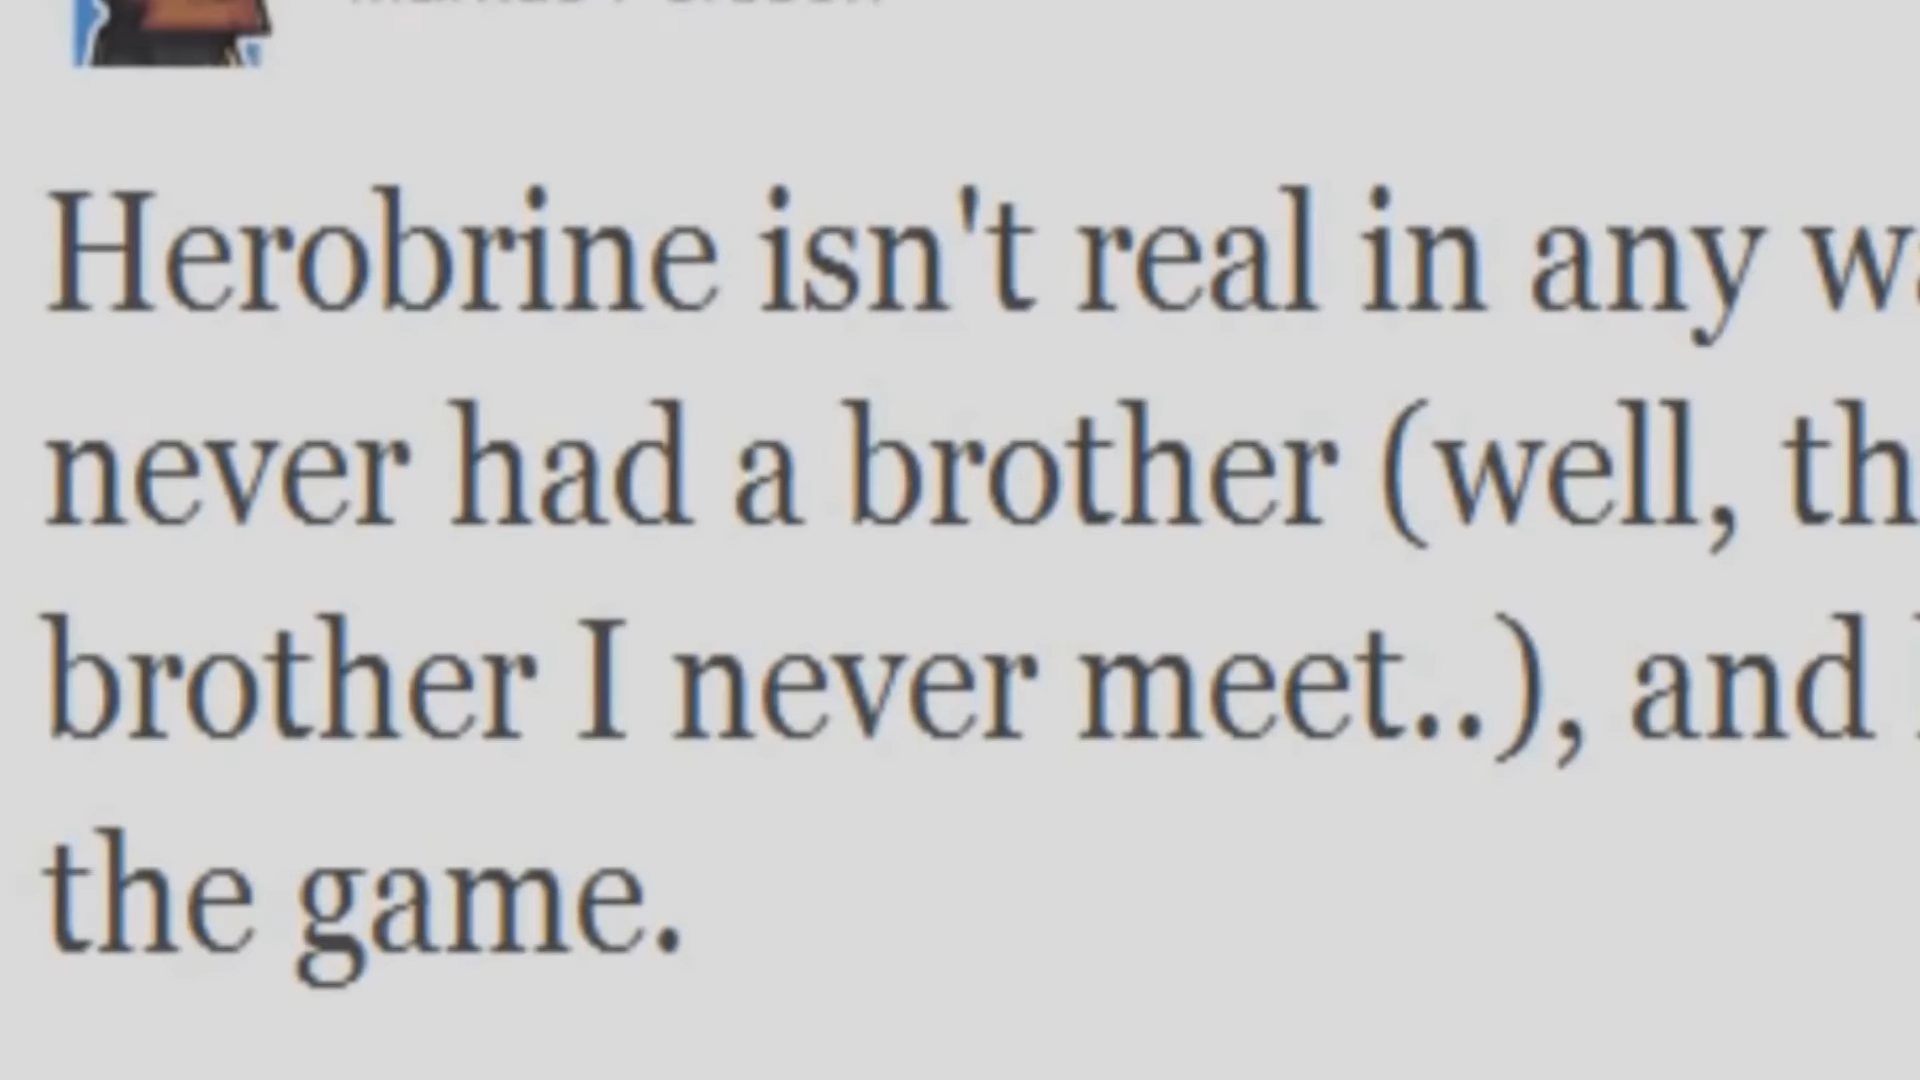 Herobrine isn't real in any
never had a brother (well,
brother I never meet..), and
the game.